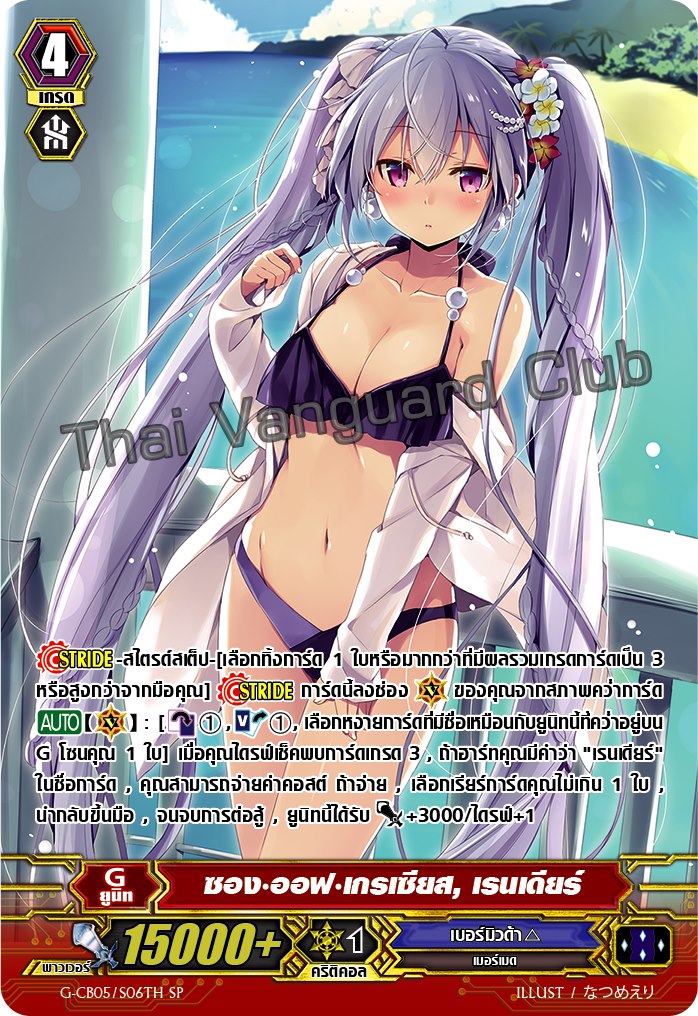 4
เกรด
Thai Vanguard Club
STRIDE -สไตรด์สเต็ป-[เลือกทิ้งการ์ด 1 ใบหรือมากกว่าที่มีผลรวมเกรดการ์ดเป็น 3
หรือสูงกว่าจากมือคุณ] STRIDE การ์ดนี้ลงช่อง V ของคุณจากสภาพคว่ำการ์ด
AUTO【 V 】: [ ① , V ①, เลือกหงายการ์ดที่มีชื่อเหมือนกับยูนิทนี้ที่คว่ำอยู่บน
G โซนคุณ 1 ใบ] เมื่อคุณไดรฟ์เช็คพบการ์ดเกรด 3 , ถ้าฮาร์ทคุณมีคำว่า "เรนเดียร์"
ในชื่อการ์ด , คุณสามารถจ่ายค่าคอสต์ ถ้าจ่าย , เลือกเรียร์การ์ดคุณไม่เกิน 1 ใบ ,
นำกลับขึ้นมือ , จนจบการต่อสู้ , ยูนิทนี้ได้รับ +3000/ไดรฟ์+1
G
ยูนิท
ซอง·ออฟ·เกรเซียส, เรนเดียร์
พาวเวอร์
15000+
1
คริติคอล
เบอร์มิวด้า△
เมอร์เมด
G-CB05/S06TH SP
ILLUST / なつめえり